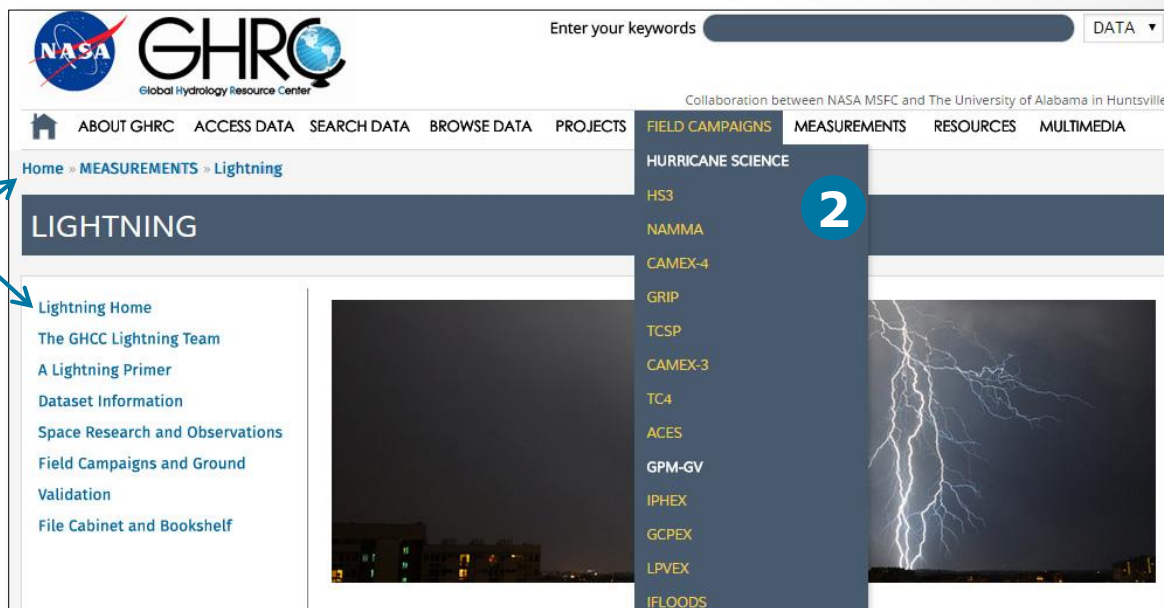 NASA
GHRC
Global Hydrology Resource Center
Enter your keywords
DATA
Collaboration between NASA MSFC and The University of Alabama in Huntsville
ABOUT GHRC ACCESS DATA SEARCH DATA BROWSE DATA PROJECTS FIELD CAMPAIGNS MEASUREMENTS RESOURCES MULTIMEDIA
Home » MEASUREMENTS » Lightning
LIGHTNING
Lightning Home
The GHCC Lightning Team
A Lightning Primer
Dataset Information
Space Research and Observations
Field Campaigns and Ground
Validation
File Cabinet and Bookshelf
HURRICANE SCIENCE
HS3
NAMMA
CAMEX-4
GRIP
TCSP
CAMEX-3
TC4
ACES
GPM-GV
IPHEX
GCPEX
LPVEX
IFLOODS
2